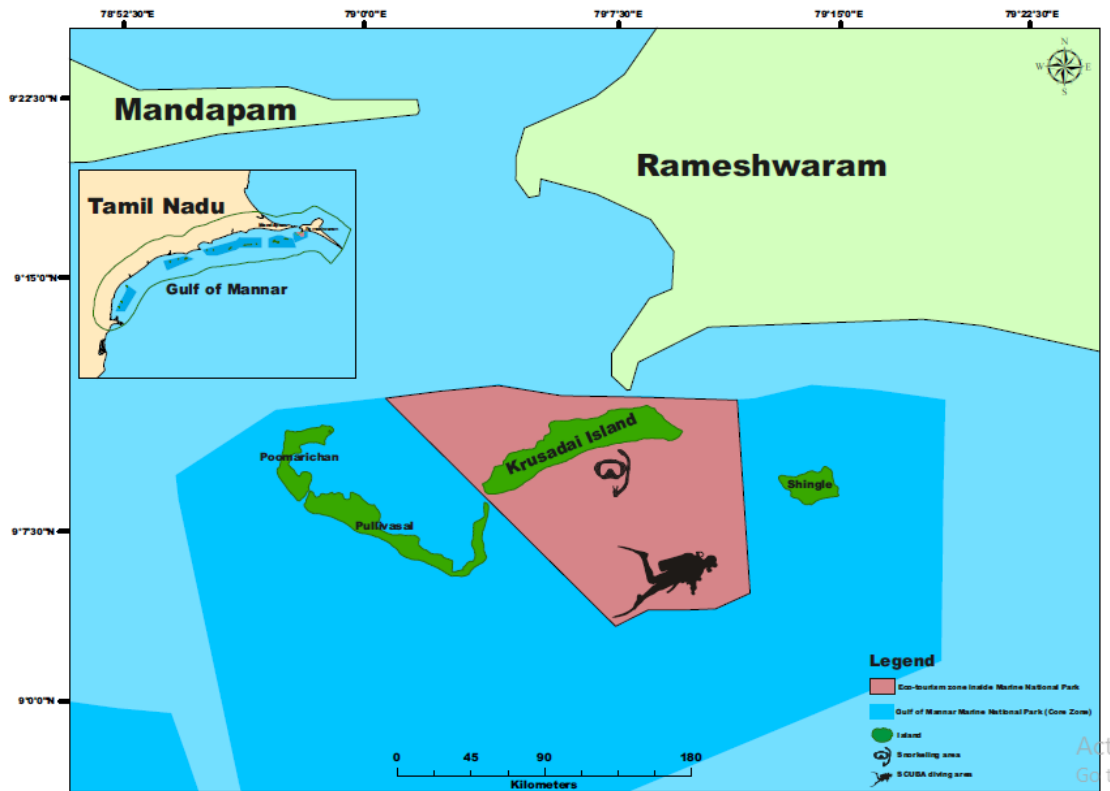 78°52'30"E 79°0'0"E 79°7'30"E 79°15'0"E 79°22'30"E
N
W E
S
9°22'30"N
Mandapam
Rameshwaram
Tamil Nadu
9°15'0"N
Gulf of Mannar
Krusadai Island
Poomarichan
Shingle
9°7'30"N
Pullivasal
Legend
Eco-tourism zone inside Marine National Park
9°0'0"N
Gulf of Mannar Marine National Park (Core Zone)
Island
Snorkeling area
SCUBA diving area
0 45 90 180
Kilometers
Act
Go t